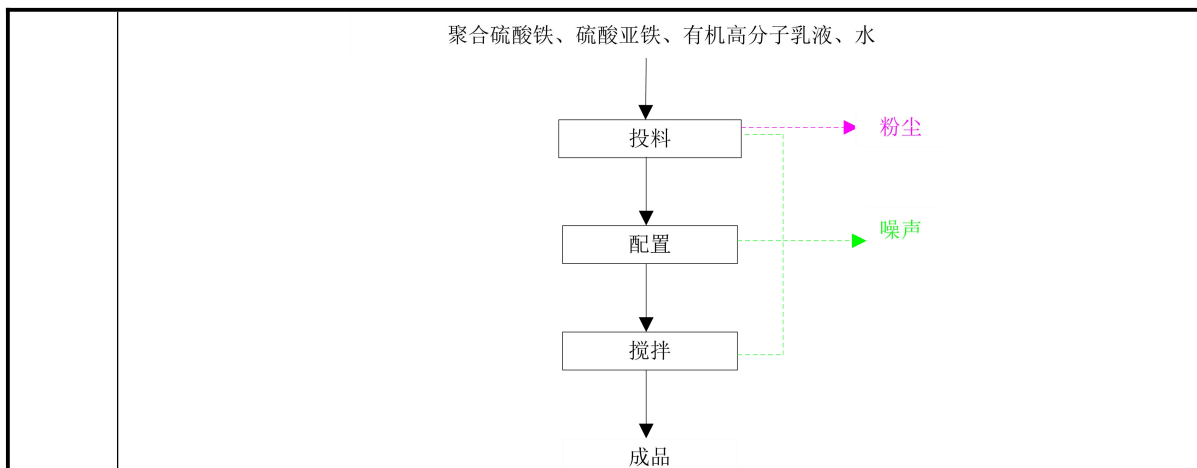 聚合硫酸铁、硫酸亚铁、有机高分子乳液、水
投料
粉尘
配置
噪声
搅拌
成品